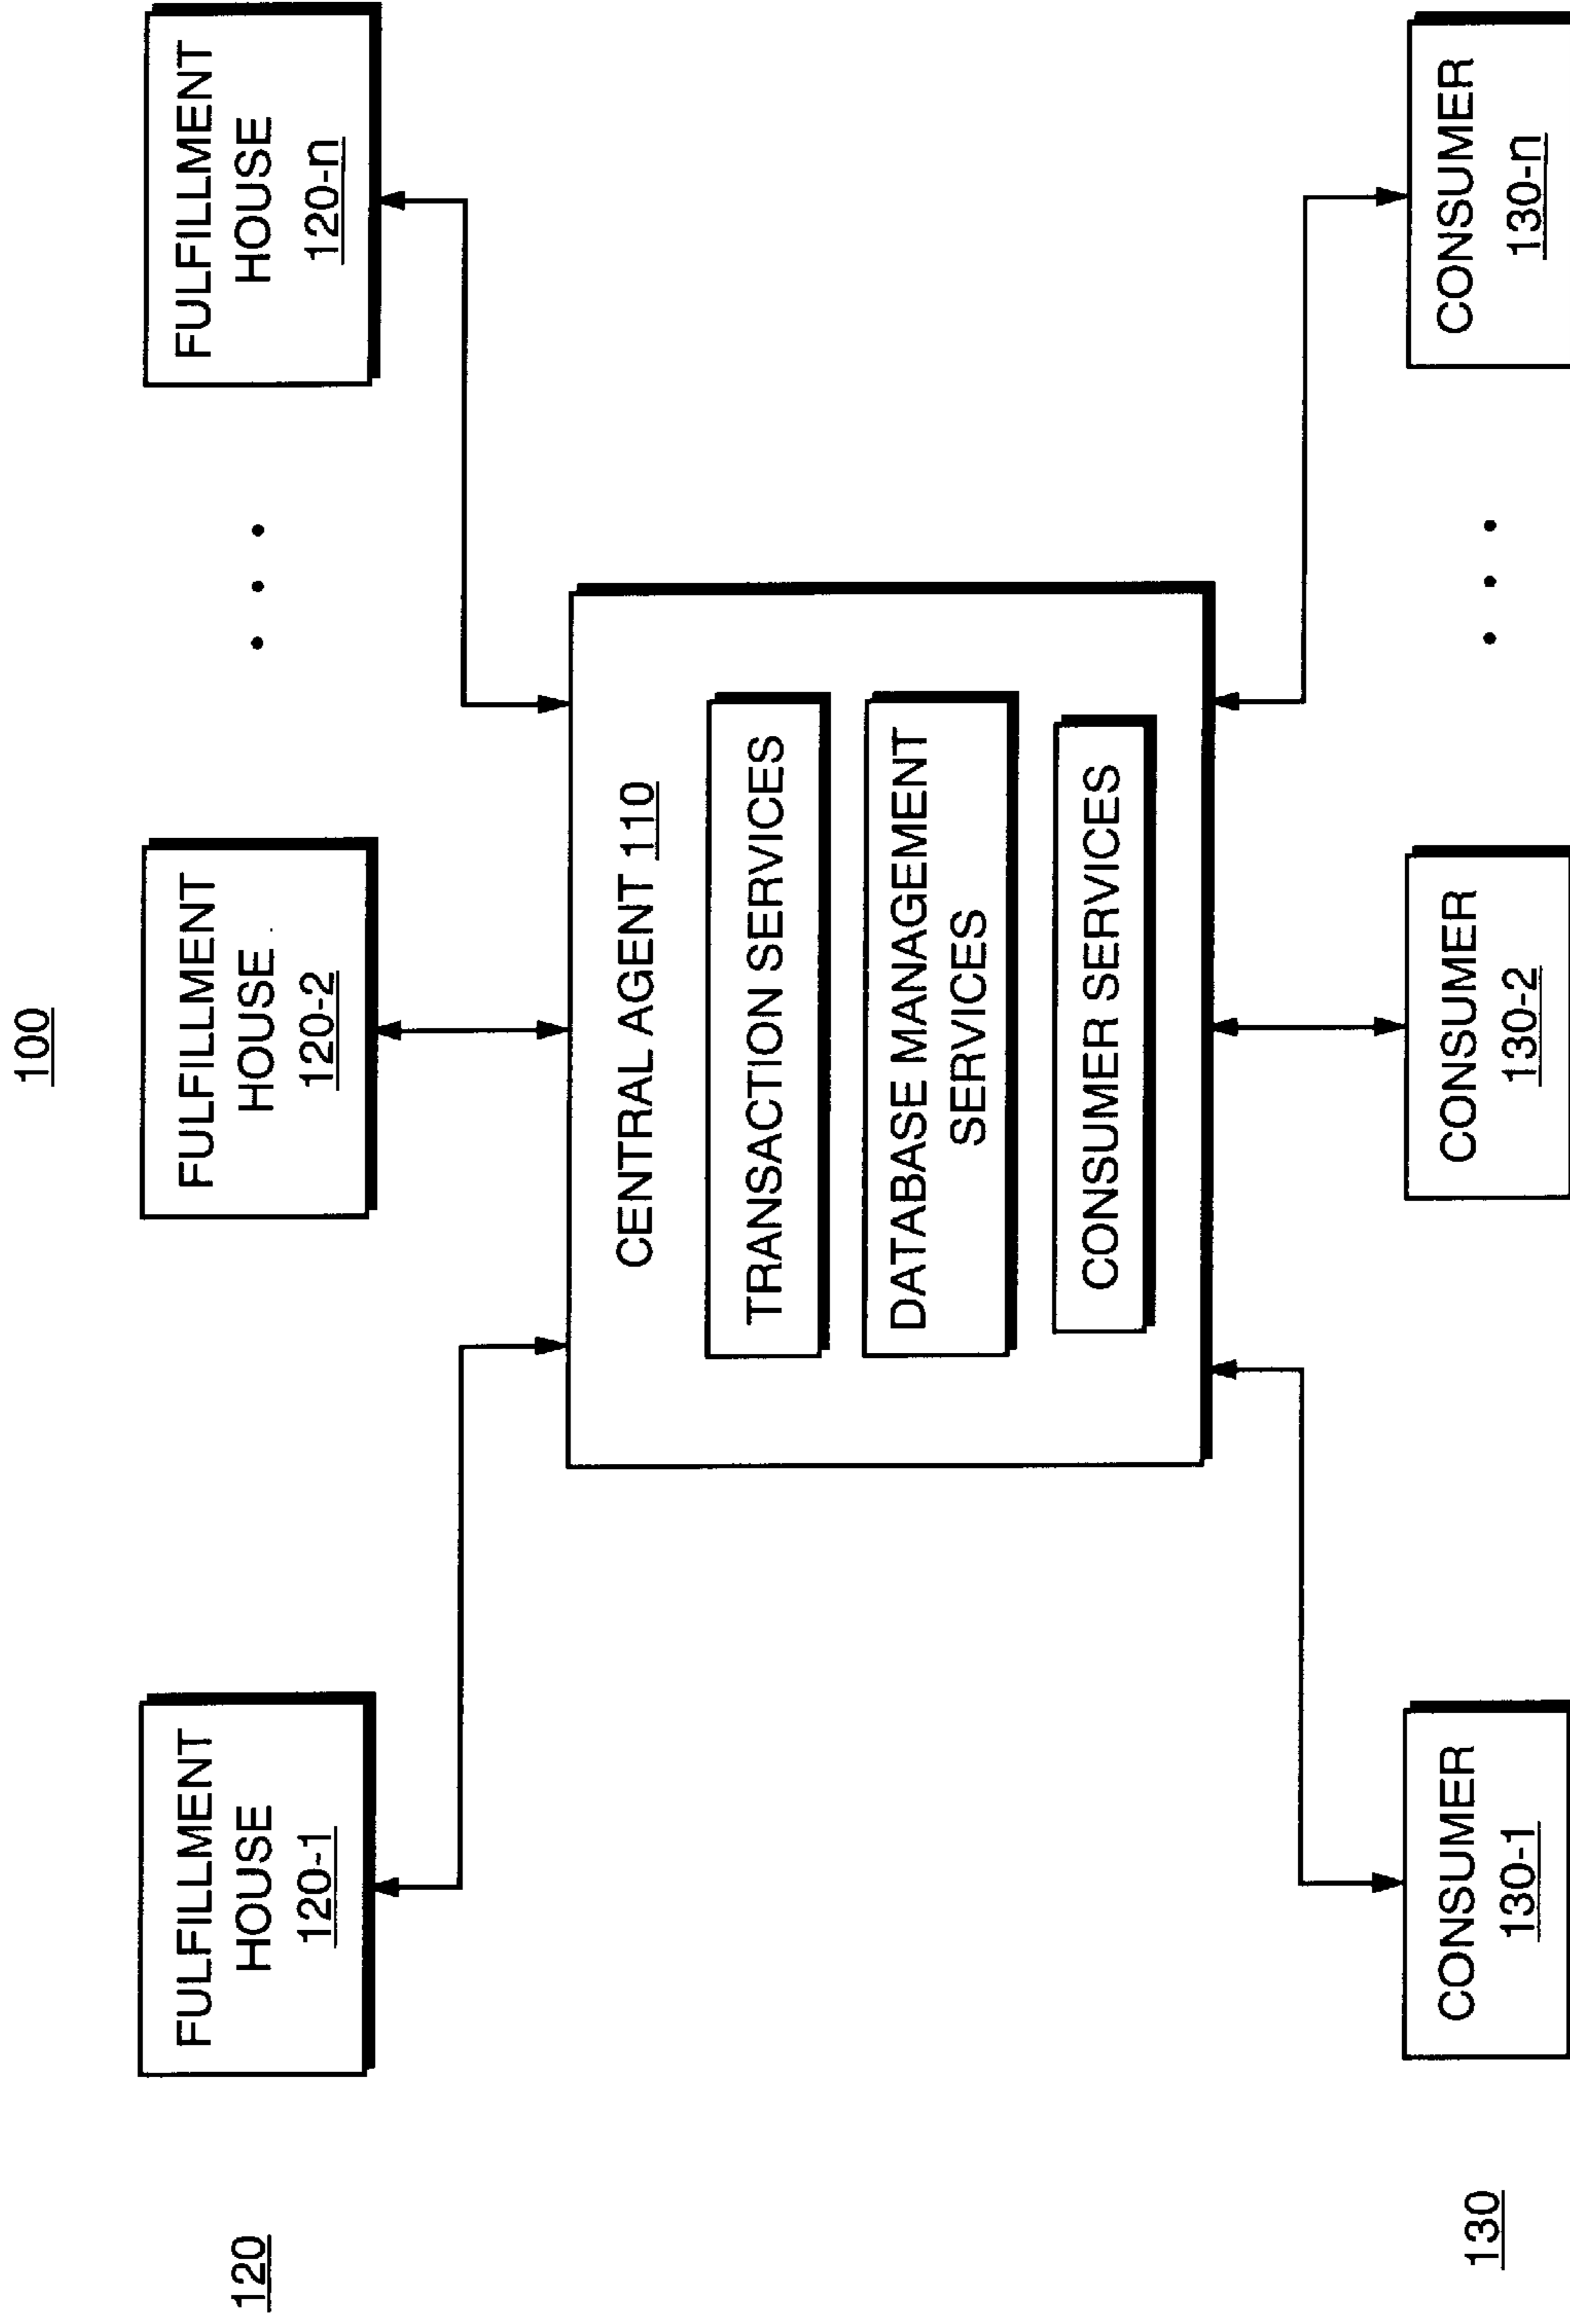 100
120
FULFILLMENT
HOUSE
120-1
FULFILLMENT
HOUSE
120-2
FULFILLMENT
HOUSE
120-n
CENTRAL AGENT 110
TRANSACTION SERVICES
DATABASE MANAGEMENT
SERVICES
CONSUMER SERVICES
130
CONSUMER
130-1
CONSUMER
130-2
CONSUMER
130-n